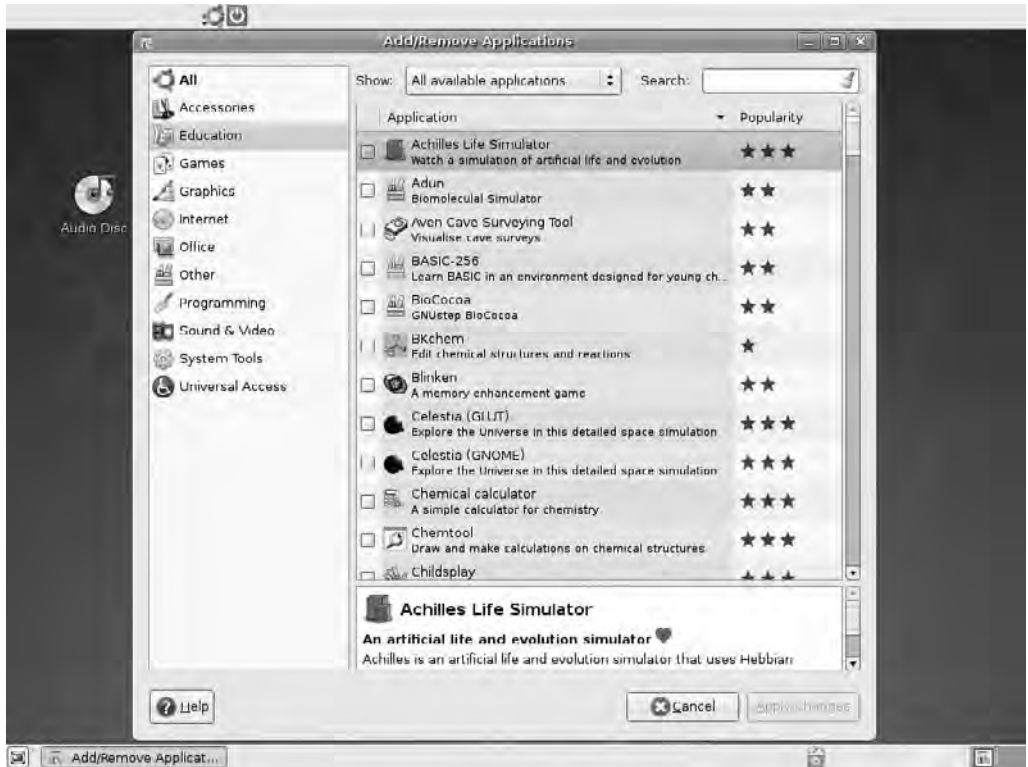 Add/Remove Applications
All
Accessories
Education
Games
Graphics
Internet
Office
Other
Programming
Sound & Video
System Tools
Universal Access
Show: All available applications Search:
Application Popularity
Achilles Life Simulator
Watch a simulation of artificial life and evolution
Adun
Biomolecular Simulator
Aven Cave Surveying Tool
Visualise cave surveys
BASIC-256
Learn BASIC in an environment designed for young ch...
BioCocoa
GNUstep BioCocoa
BKchem
Edit chemical structures and reactions
Blinken
A memory enhancement game
Celestia (GLUT)
Explore the Universe in this detailed space simulation
Celestia (GNOME)
Explore the Universe in this detailed space simulation
Chemical calculator
A simple calculator for chemistry
Chemtool
Draw and make calculations on chemical structures
Childsplay
Achilles Life Simulator
An artificial life and evolution simulator
Achilles is an artificial life and evolution simulator that uses Hebbian
Help
Cancel
Apply Changes
Audio Disc
Add/Remove Applicat...